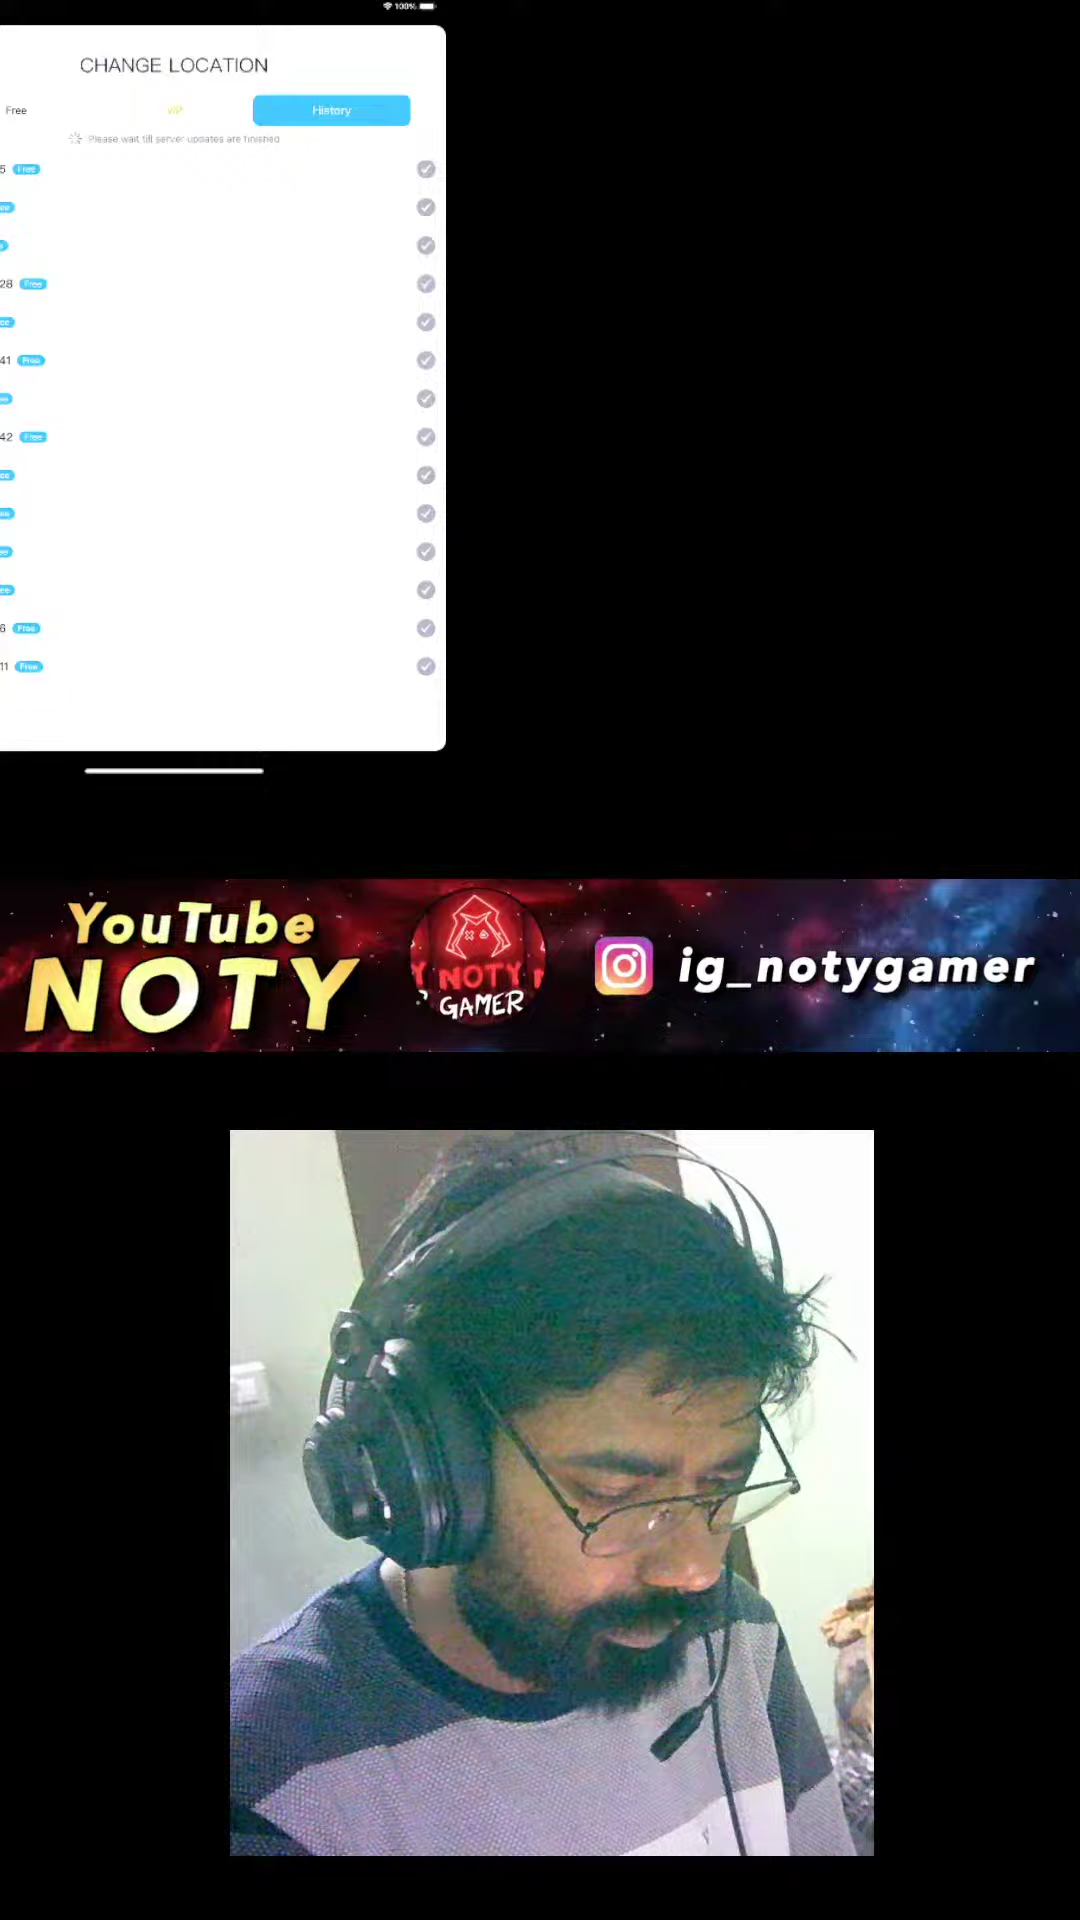 100%
CHANGE LOCATION
Free
VIP
History
Please wait till server updates are finished
5 Free
28 Free
41 Free
42 Free
6 Free
11 Free
YouTube
NOTY
NOTY
GAMER
ig_notygamer